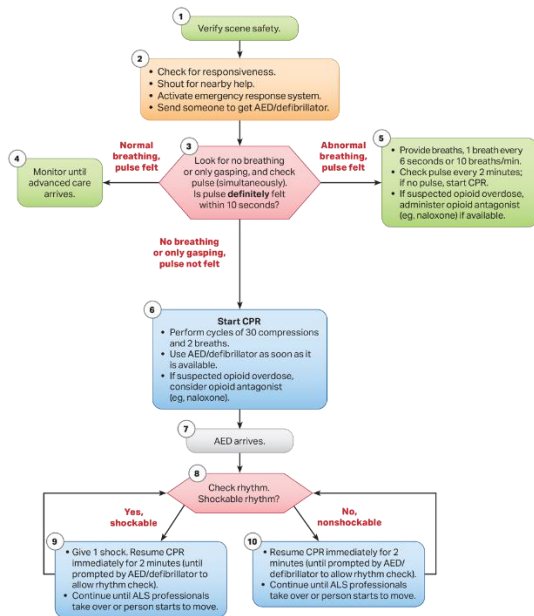 1
Verify scene safety.
2
• Check for responsiveness.
• Shout for nearby help.
• Activate emergency response system.
• Send someone to get AED/defibrillator.
Normal
breathing,
pulse felt
3
Look for no breathing
or only gasping, and check
pulse (simultaneously).
Is pulse definitely felt
within 10 seconds?
Abnormal
breathing,
pulse felt
4
Monitor until
advanced care
arrives.
5
• Provide breaths, 1 breath every
6 seconds or 10 breaths/min.
• Check pulse every 2 minutes;
if no pulse, start CPR.
• If suspected opioid overdose,
administer opioid antagonist
(eg, naloxone) if available.
No breathing
or only gasping,
pulse not felt
6
Start CPR
• Perform cycles of 30 compressions
and 2 breaths.
• Use AED/defibrillator as soon as it
is available.
• If suspected opioid overdose,
consider opioid antagonist
(eg, naloxone).
7
AED arrives.
8
Check rhythm.
Shockable rhythm?
Yes,
shockable
No,
nonshockable
9
• Give 1 shock. Resume CPR
immediately for 2 minutes (until
prompted by AED/defibrillator to
allow rhythm check).
• Continue until ALS professionals
take over or person starts to move.
10
• Resume CPR immediately for 2
minutes (until prompted by AED/
defibrillator to allow rhythm check).
• Continue until ALS professionals
take over or person starts to move.